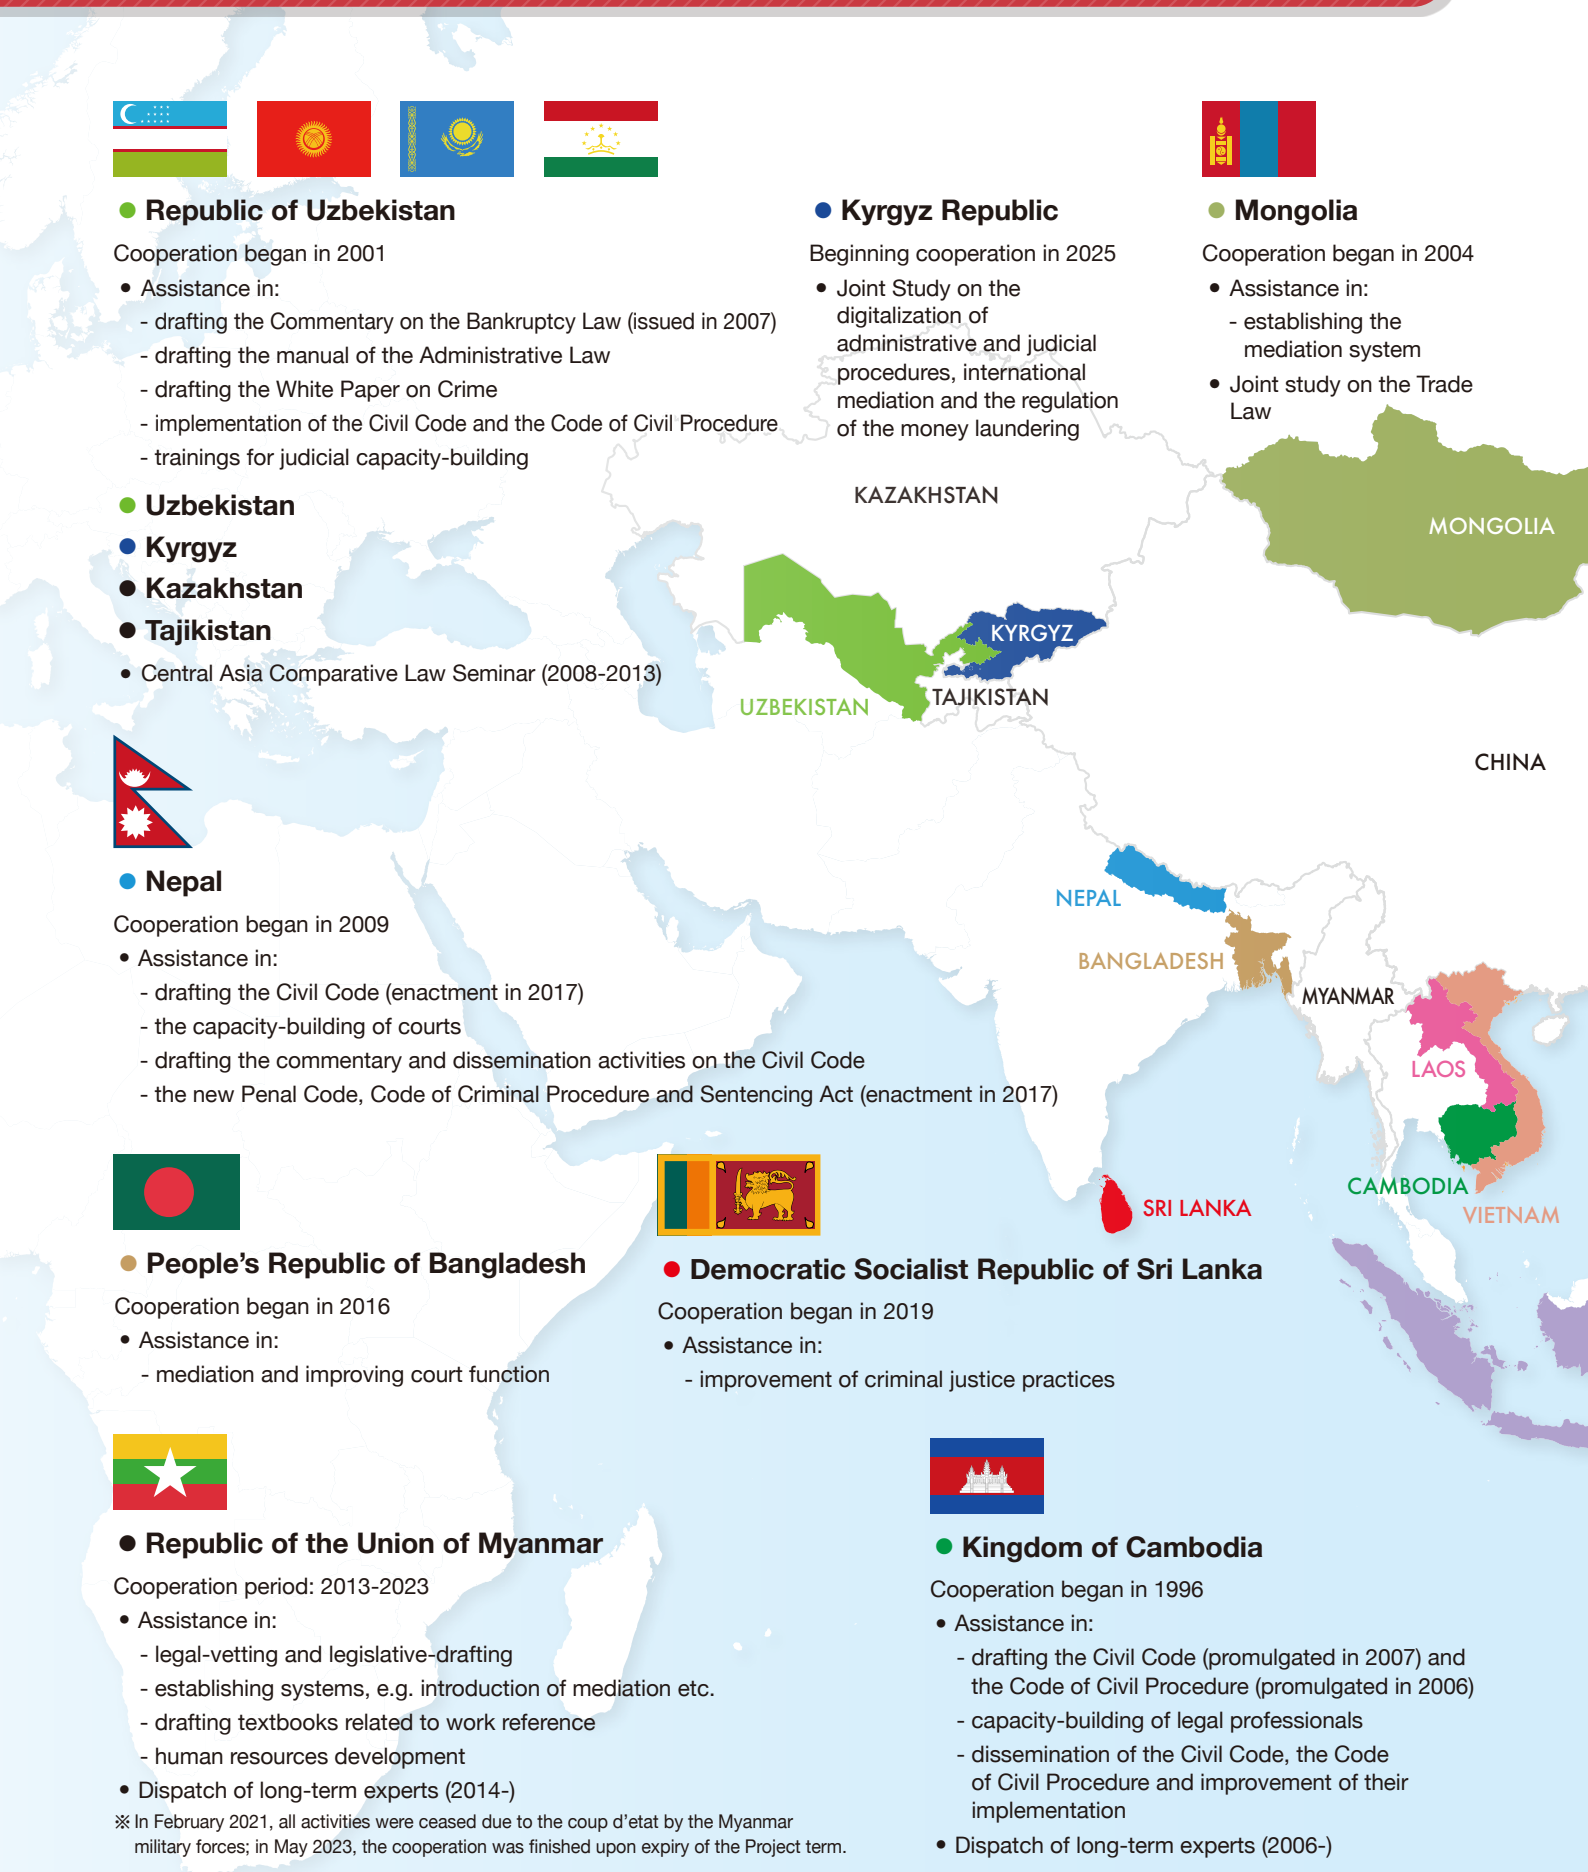 ● Republic of Uzbekistan
Cooperation began in 2001
• Assistance in:
- drafting the Commentary on the Bankruptcy Law (issued in 2007)
- drafting the manual of the Administrative Law
- drafting the White Paper on Crime
- implementation of the Civil Code and the Code of Civil Procedure
- trainings for judicial capacity-building
● Uzbekistan
● Kyrgyz
● Kazakhstan
● Tajikistan
• Central Asia Comparative Law Seminar (2008-2013)
● Kyrgyz Republic
Beginning cooperation in 2025
• Joint Study on the
digitalization of
administrative and judicial
procedures, international
mediation and the regulation
of the money laundering
● Mongolia
Cooperation began in 2004
• Assistance in:
- establishing the
mediation system
• Joint study on the Trade
Law
KAZAKHSTAN
MONGOLIA
KYRGYZ
TAJIKISTAN
UZBEKISTAN
CHINA
NEPAL
BANGLADESH
MYANMAR
LAOS
CAMBODIA
VIETNAM
SRI LANKA
● Nepal
Cooperation began in 2009
• Assistance in:
- drafting the Civil Code (enactment in 2017)
- the capacity-building of courts
- drafting the commentary and dissemination activities on the Civil Code
- the new Penal Code, Code of Criminal Procedure and Sentencing Act (enactment in 2017)
● People’s Republic of Bangladesh
Cooperation began in 2016
• Assistance in:
- mediation and improving court function
● Democratic Socialist Republic of Sri Lanka
Cooperation began in 2019
• Assistance in:
- improvement of criminal justice practices
● Republic of the Union of Myanmar
Cooperation period: 2013-2023
• Assistance in:
- legal-vetting and legislative-drafting
- establishing systems, e.g. introduction of mediation etc.
- drafting textbooks related to work reference
- human resources development
• Dispatch of long-term experts (2014-)
※ In February 2021, all activities were ceased due to the coup d’etat by the Myanmar
military forces; in May 2023, the cooperation was finished upon expiry of the Project term.
● Kingdom of Cambodia
Cooperation began in 1996
• Assistance in:
- drafting the Civil Code (promulgated in 2007) and
the Code of Civil Procedure (promulgated in 2006)
- capacity-building of legal professionals
- dissemination of the Civil Code, the Code
of Civil Procedure and improvement of their
implementation
• Dispatch of long-term experts (2006-)